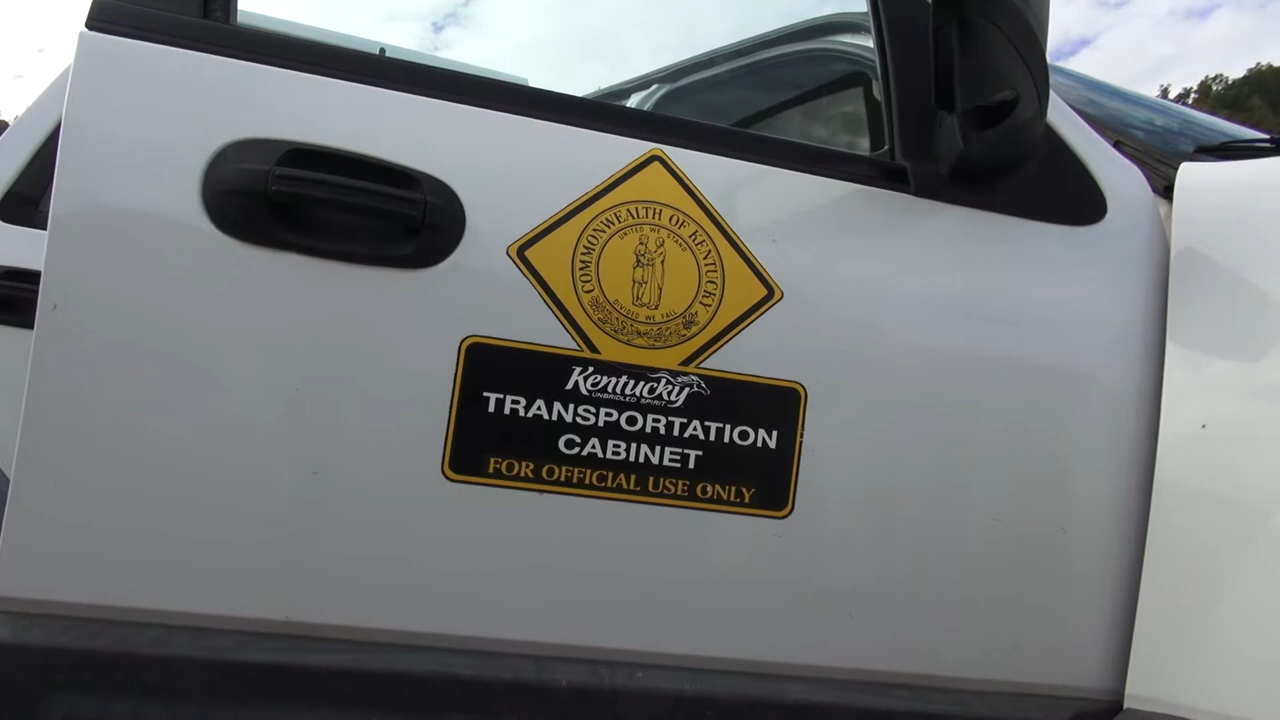 COMMONWEALTH OF KENTUCKY
UNITED WE STAND
DIVIDED WE FALL
Kentucky
UNBRIDLED SPIRIT
TRANSPORTATION
CABINET
FOR OFFICIAL USE ONLY